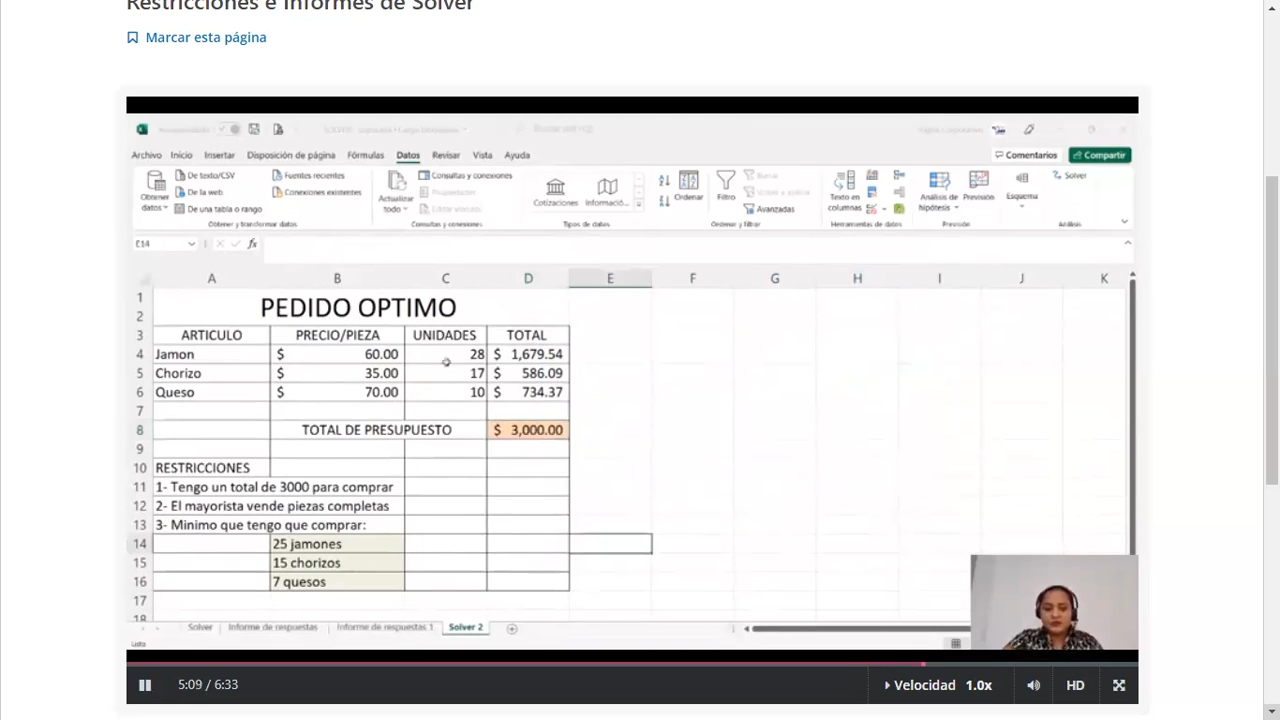 Restricciones e Informes de Solver
Marcar esta página
Archivo Inicio Insertar Disposición de página Fórmulas Datos Revisar Vista Ayuda Comentarios Compartir
De texto/CSV Fuentes recientes Consultas y conexiones Solver
Obtener datos De la web Conexiones existentes Actualizar todo Propiedades Cotizaciones Informació... Ordenar Filtro Avanzadas Texto en columnas Análisis de hipótesis Previsión Esquema
De una tabla o rango Editar vínculos
Obtener y transformar datos Consultas y conexiones Tipos de datos Ordenar y filtrar Herramientas de datos Previsión Análisis
E14 fx
A B C D E F G H I J K
1 PEDIDO OPTIMO
2
3 ARTICULO PRECIO/PIEZA UNIDADES TOTAL
4 Jamon $ 60.00 28 $ 1,679.54
5 Chorizo $ 35.00 17 $ 586.09
6 Queso $ 70.00 10 $ 734.37
7
8 TOTAL DE PRESUPUESTO $ 3,000.00
9
10 RESTRICCIONES
11 1- Tengo un total de 3000 para comprar
12 2- El mayorista vende piezas completas
13 3- Minimo que tengo que comprar:
14 25 jamones
15 15 chorizos
16 7 quesos
17
18
Solver Informe de respuestas Informe de respuestas 1 Solver 2
Listo
5:09 / 6:33 Velocidad 1.0x HD